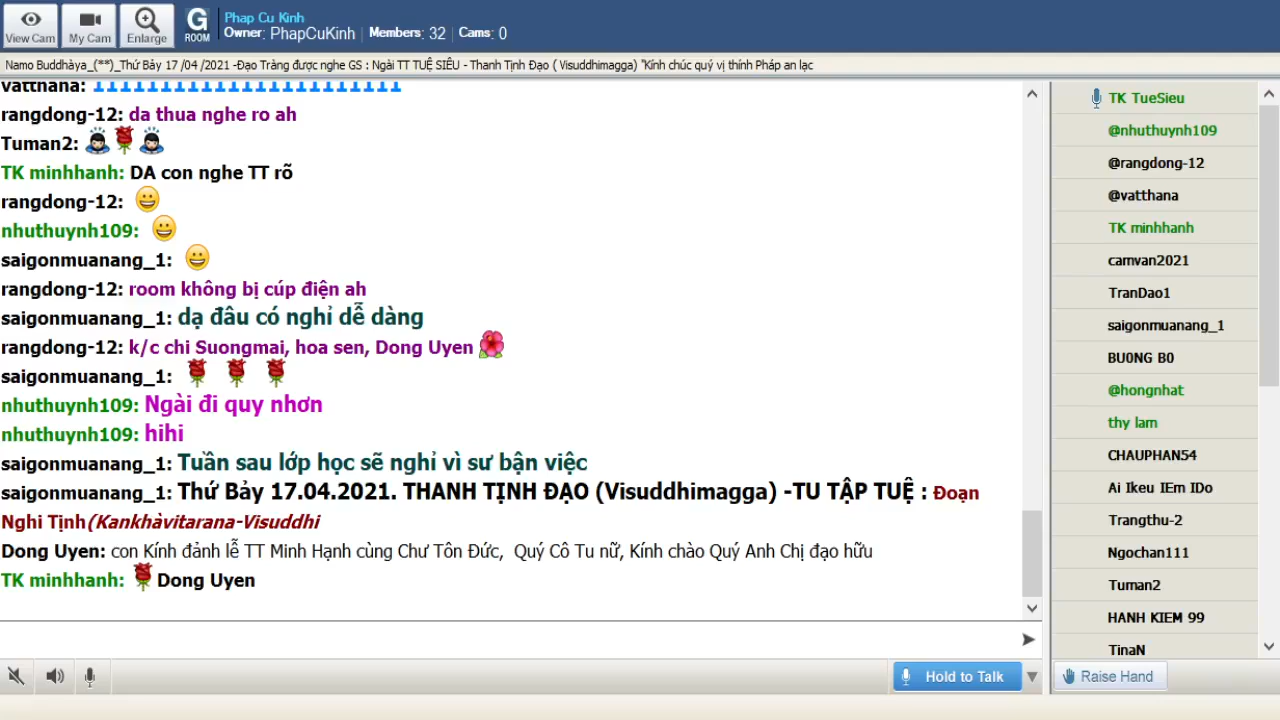 View Cam
My Cam
Enlarge
G
ROOM
Phap Cu Kinh
Owner: PhapCuKinh Members: 32 Cams: 0
Namo Buddhàya_(**)_Thứ Bảy 17 /04 /2021 -Đạo Tràng được nghe GS : Ngài TT TUỆ SIÊU - Thanh Tịnh Đạo ( Visuddhimagga) "Kính chúc quý vị thính Pháp an lạc
vatthana:
rangdong-12: da thua nghe ro ah
Tuman2:
TK minhhanh: DA con nghe TT rõ
rangdong-12:
nhuthuynh109:
saigonmuanang_1:
rangdong-12: room không bị cúp điện ah
saigonmuanang_1: dạ đâu có nghỉ dễ dàng
rangdong-12: k/c chi Suongmai, hoa sen, Dong Uyen
saigonmuanang_1:
nhuthuynh109: Ngài đi quy nhơn
nhuthuynh109: hihi
saigonmuanang_1: Tuần sau lớp học sẽ nghỉ vì sư bận việc
saigonmuanang_1: Thứ Bảy 17.04.2021. THANH TỊNH ĐẠO (Visuddhimagga) -TU TẬP TUỆ : Đoạn
Nghi Tịnh(Kankhàvitarana-Visuddhi
Dong Uyen: con Kính đảnh lễ TT Minh Hạnh cùng Chư Tôn Đức, Quý Cô Tu nữ, Kính chào Quý Anh Chị đạo hữu
TK minhhanh: Dong Uyen
TK TueSieu
@nhuthuynh109
@rangdong-12
@vatthana
TK minhhanh
camvan2021
TranDao1
saigonmuanang_1
BU0NG B0
@hongnhat
thy lam
CHAUPHAN54
Ai Ikeu IEm IDo
Trangthu-2
Ngochan111
Tuman2
HANH KIEM 99
TinaN
Hold to Talk
Raise Hand